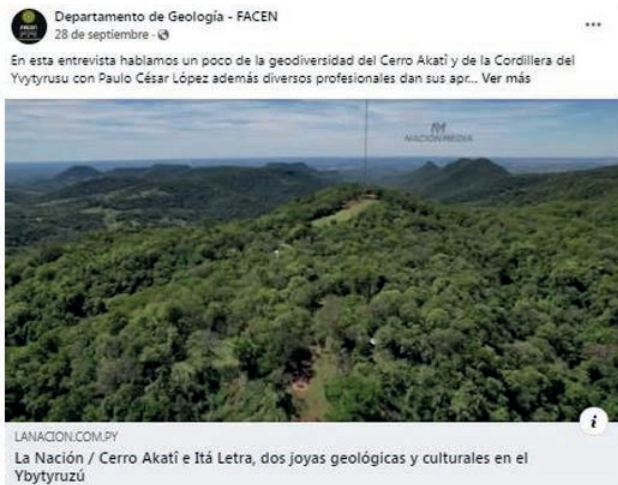 Departamento de Geología - FACEN
28 de septiembre ·
En esta entrevista hablamos un poco de la geodiversidad del Cerro Akatî y de la Cordillera del
Yvytyrusu con Paulo César López además diversos profesionales dan sus apr... Ver más
NACIÓN MEDIA
LANACION.COM.PY
La Nación / Cerro Akatî e Itá Letra, dos joyas geológicas y culturales en el
Ybytyruzú